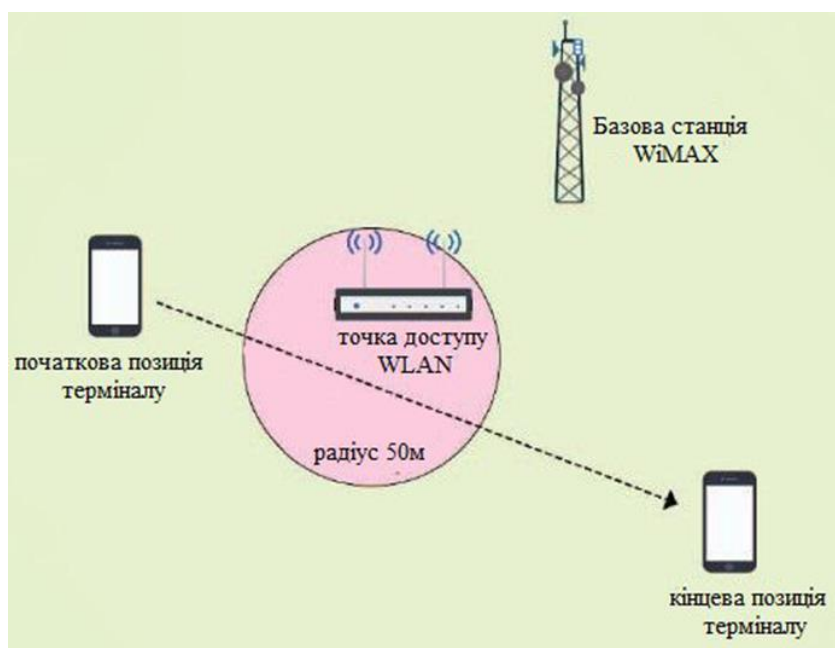 Базова станція
WiMAX
точка доступу
WLAN
початкова позиція
терміналу
радіус 50м
кінцева позиція
терміналу